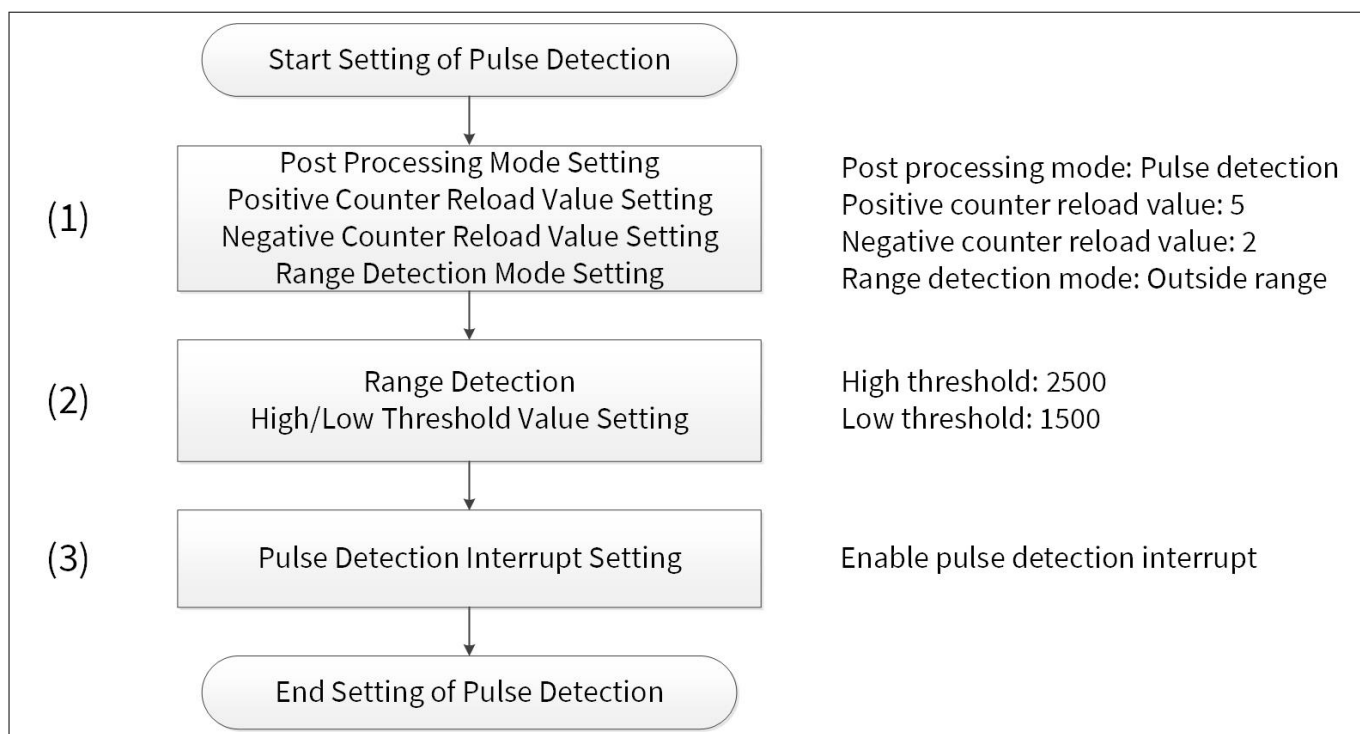 Start Setting of Pulse Detection
(1)
Post Processing Mode Setting
Positive Counter Reload Value Setting
Negative Counter Reload Value Setting
Range Detection Mode Setting
Post processing mode: Pulse detection
Positive counter reload value: 5
Negative counter reload value: 2
Range detection mode: Outside range
(2)
Range Detection
High/Low Threshold Value Setting
High threshold: 2500
Low threshold: 1500
(3)
Pulse Detection Interrupt Setting
Enable pulse detection interrupt
End Setting of Pulse Detection